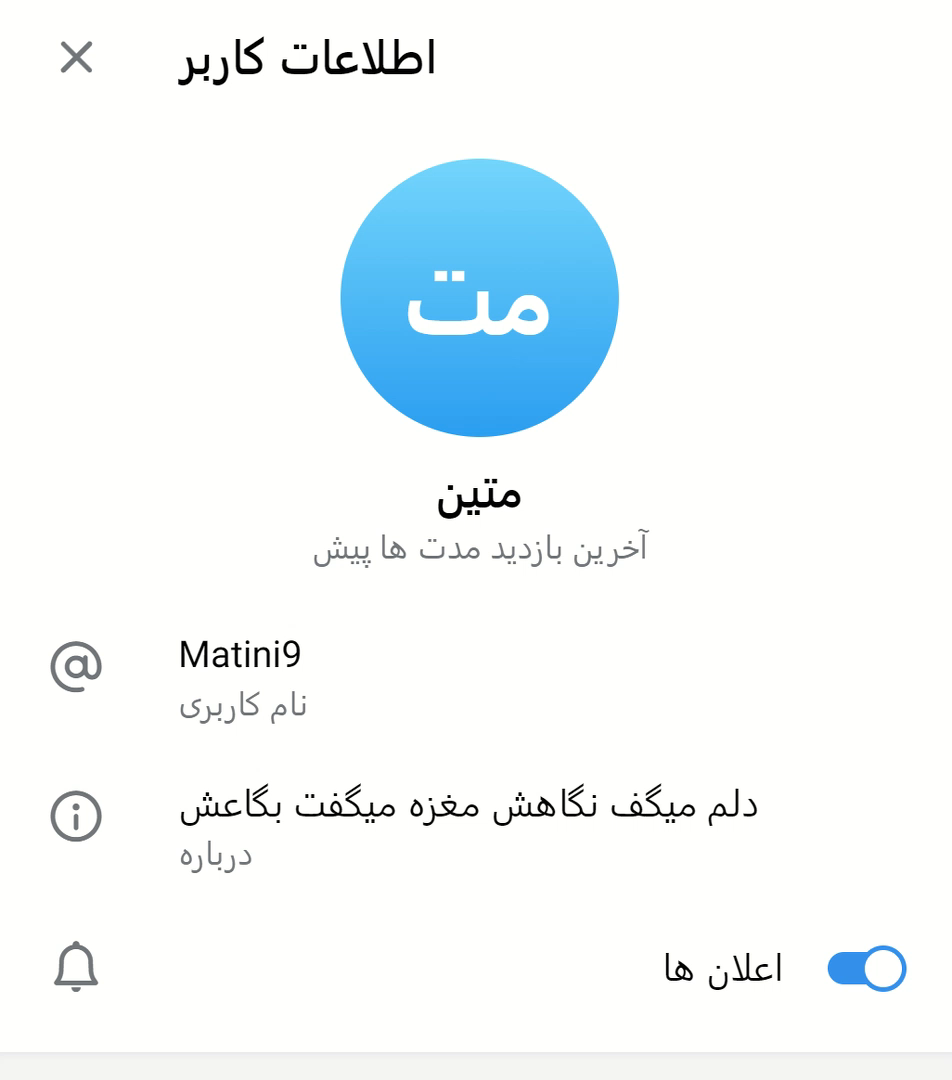 اطلاعات کاربر
مت
متین
آخرین بازدید مدت ها پیش
Matini9
نام کاربری
دلم میگف نگاهش مغزه میگفت بگاعش
درباره
اعلان ها